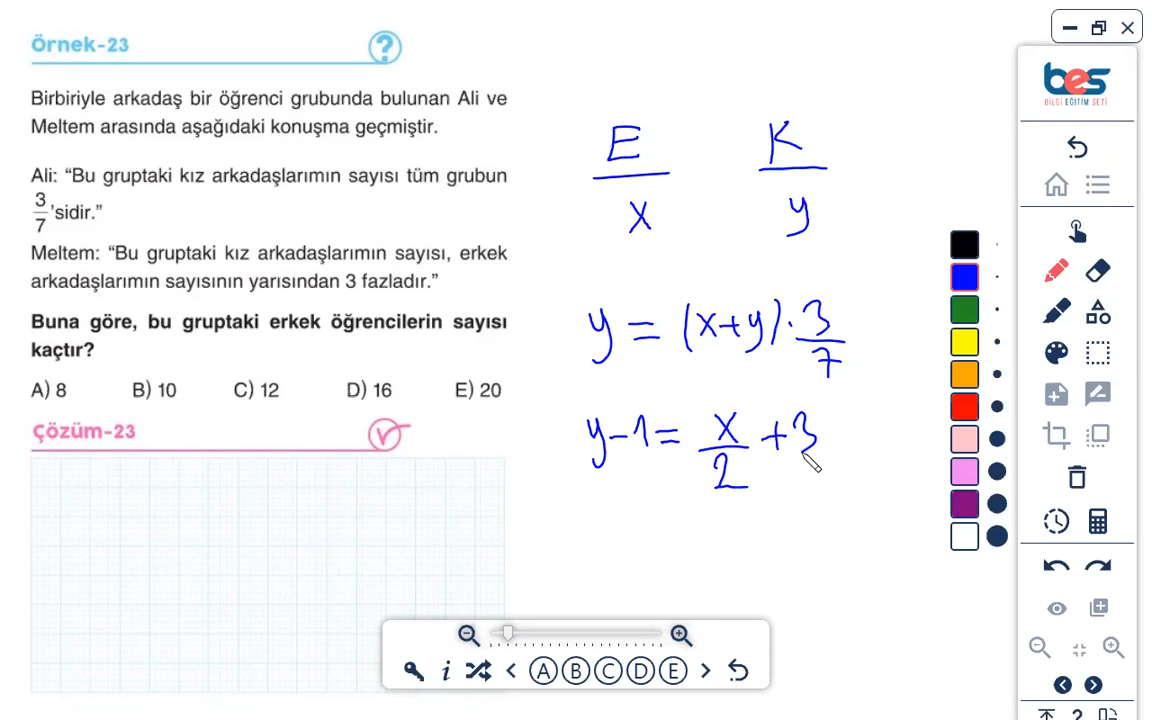 Örnek-23
?
Birbiriyle arkadaş bir öğrenci grubunda bulunan Ali ve
Meltem arasında aşağıdaki konuşma geçmiştir.
Ali: “Bu gruptaki kız arkadaşlarımın sayısı tüm grubun
3/7’sidir.”
Meltem: “Bu gruptaki kız arkadaşlarımın sayısı, erkek
arkadaşlarımın sayısının yarısından 3 fazladır.”
Buna göre, bu gruptaki erkek öğrencilerin sayısı
kaçtır?
A) 8 B) 10 C) 12 D) 16 E) 20
Çözüm-23
E K
x y
y = (x+y) · 3/7
y-1 = x/2 + 3
bes
BİLGİ EĞİTİM SETİ
i < A B C D E >
?